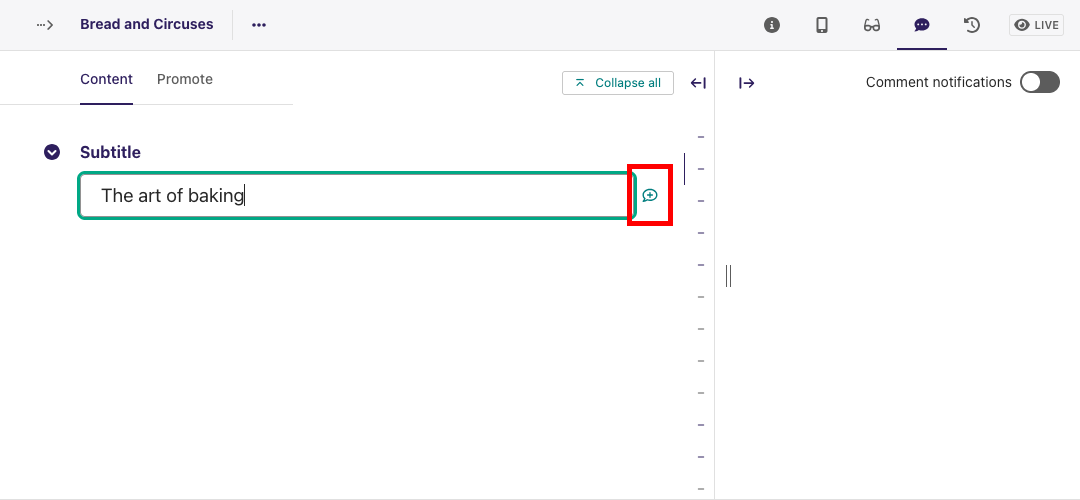 Bread and Circuses
LIVE
Content
Promote
Collapse all
Comment notifications
Subtitle
The art of baking